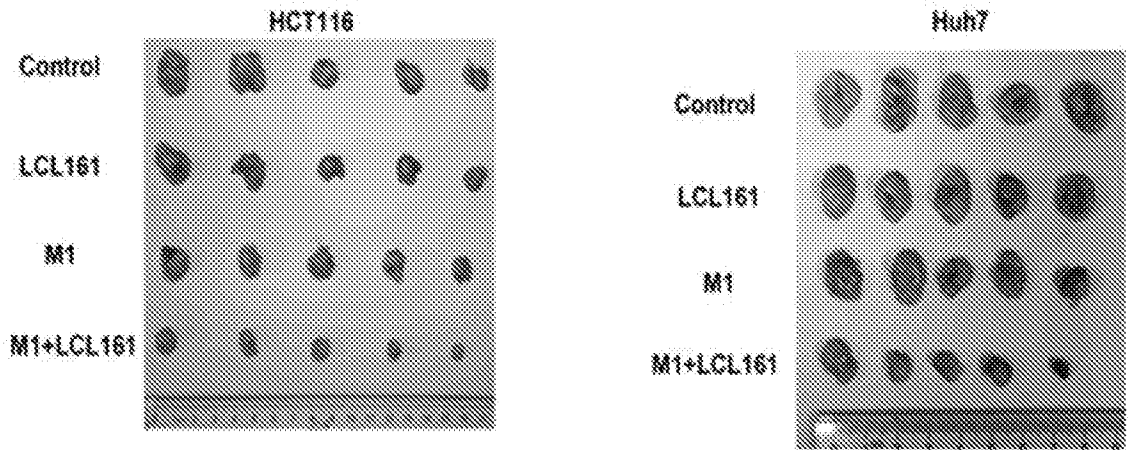 HCT116
Control
LCL161
M1
M1+LCL161
Huh7
Control
LCL161
M1
M1+LCL161